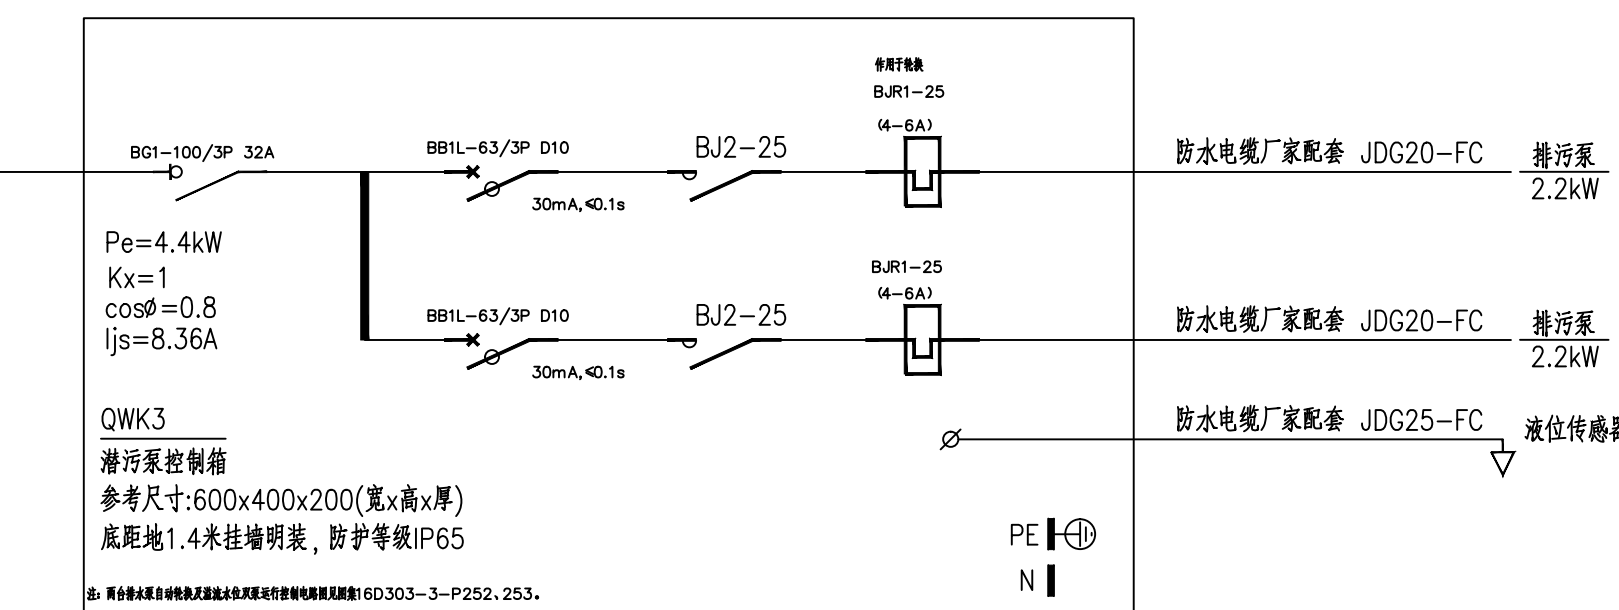 作用于轮换
BJR1-25
(4-6A)
BG1-100/3P 32A
BB1L-63/3P D10
BJ2-25
30mA,≤0.1s
防水电缆厂家配套 JDG20-FC
排污泵
2.2kW
Pe=4.4kW
Kx=1
cosø=0.8
Ijs=8.36A
BJR1-25
(4-6A)
BB1L-63/3P D10
BJ2-25
30mA,≤0.1s
防水电缆厂家配套 JDG20-FC
排污泵
2.2kW
QWK3
潜污泵控制箱
参考尺寸:600x400x200(宽x高x厚)
底距地1.4米挂墙明装,防护等级IP65
防水电缆厂家配套 JDG25-FC
液位传感器
PE
N
注: 两台排水泵自动轮换及溢流水位双泵运行控制电路图见图集16D303-3-P252、253。